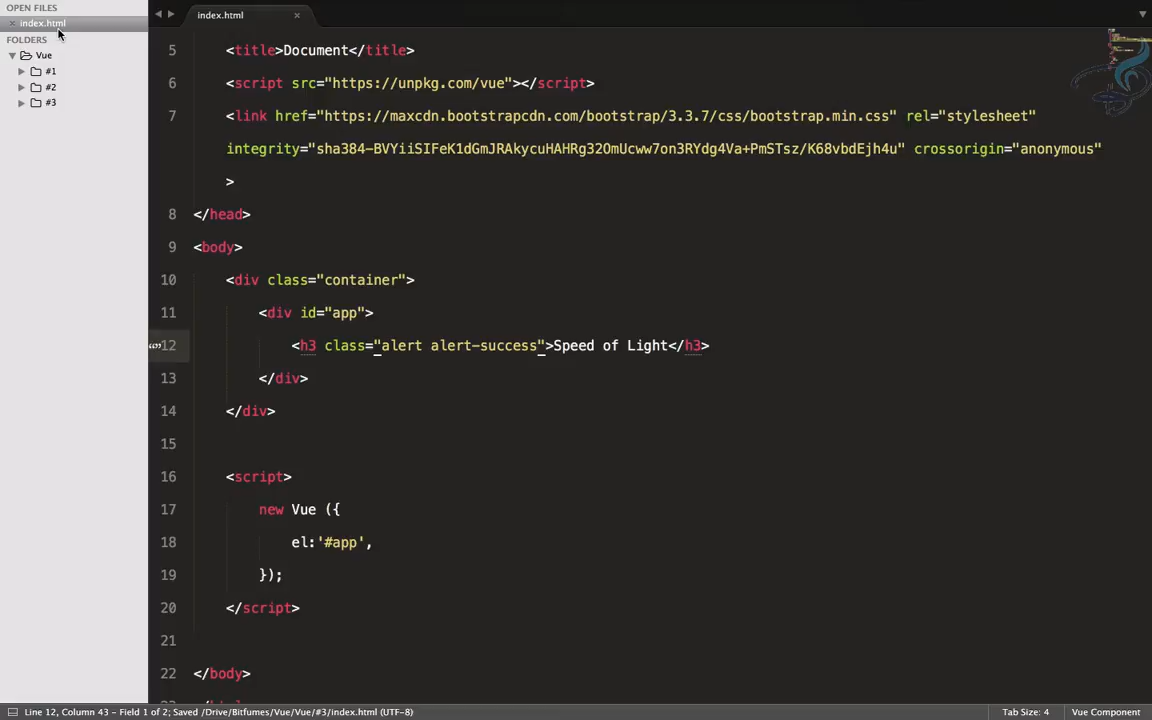 OPEN FILES
index.html
FOLDERS
Vue
#1
#2
#3
index.html
5 <title>Document</title>
6 <script src="https://unpkg.com/vue"></script>
7 <link href="https://maxcdn.bootstrapcdn.com/bootstrap/3.3.7/css/bootstrap.min.css" rel="stylesheet"
integrity="sha384-BVYiiSIFeK1dGmJRAkycuHAHRg32OmUcww7on3RYdg4Va+PmSTsz/K68vbdEjh4u" crossorigin="anonymous"
>
8 </head>
9 <body>
10 <div class="container">
11 <div id="app">
12 <h3 class="alert alert-success">Speed of Light</h3>
13 </div>
14 </div>
15
16 <script>
17 new Vue ({
18 el:'#app',
19 });
20 </script>
21
22 </body>
Line 12, Column 43 - Field 1 of 2; Saved /Drive/Bitfumes/Vue/Vue/#3/index.html (UTF-8)
Tab Size: 4
Vue Component